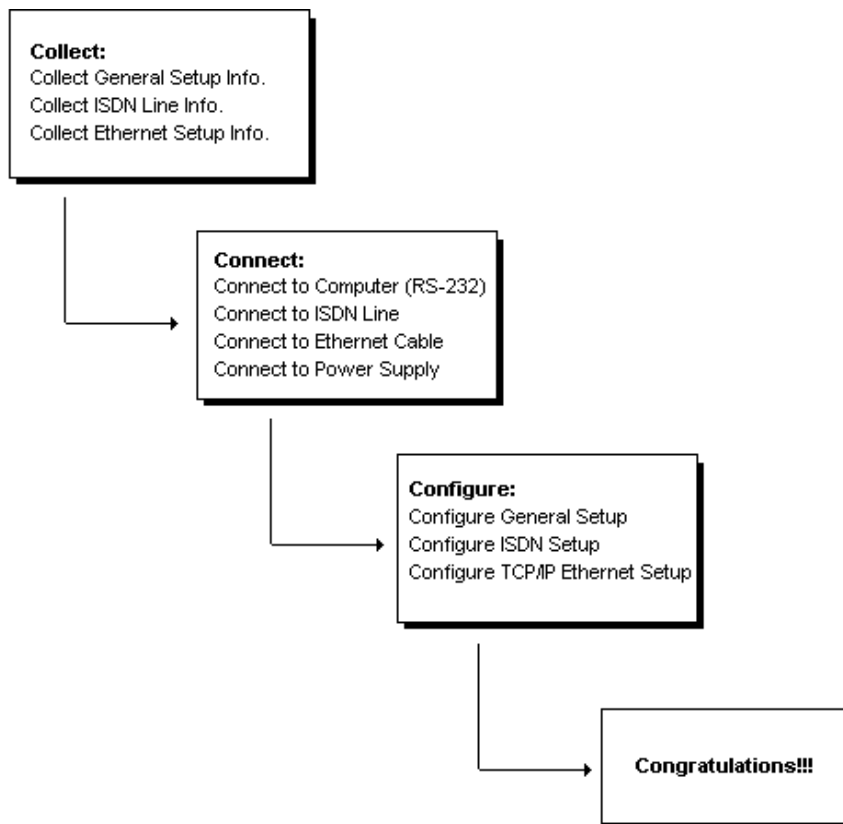 Collect:
Collect General Setup Info.
Collect ISDN Line Info.
Collect Ethernet Setup Info.
Connect:
Connect to Computer (RS-232)
Connect to ISDN Line
Connect to Ethernet Cable
Connect to Power Supply
Configure:
Configure General Setup
Configure ISDN Setup
Configure TCP/IP Ethernet Setup
Congratulations!!!